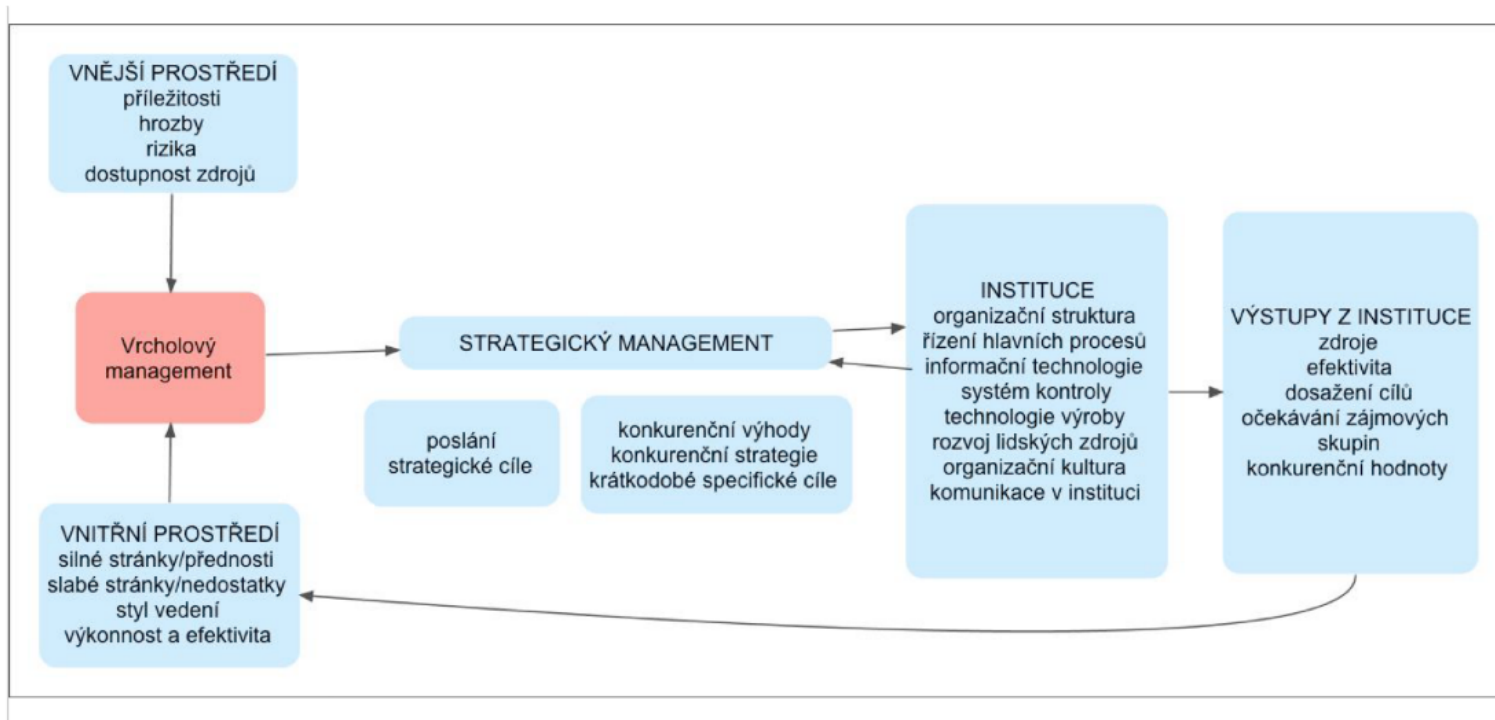 VNĚJŠÍ PROSTŘEDÍ
příležitosti
hrozby
rizika
dostupnost zdrojů
Vrcholový
management
VNITŘNÍ PROSTŘEDÍ
silné stránky/přednosti
slabé stránky/nedostatky
styl vedení
výkonnost a efektivita
STRATEGICKÝ MANAGEMENT
poslání
strategické cíle
konkurenční výhody
konkurenční strategie
krátkodobé specifické cíle
INSTITUCE
organizační struktura
řízení hlavních procesů
informační technologie
systém kontroly
technologie výroby
rozvoj lidských zdrojů
organizační kultura
komunikace v instituci
VÝSTUPY Z INSTITUCE
zdroje
efektivita
dosažení cílů
očekávání zájmových
skupin
konkurenční hodnoty